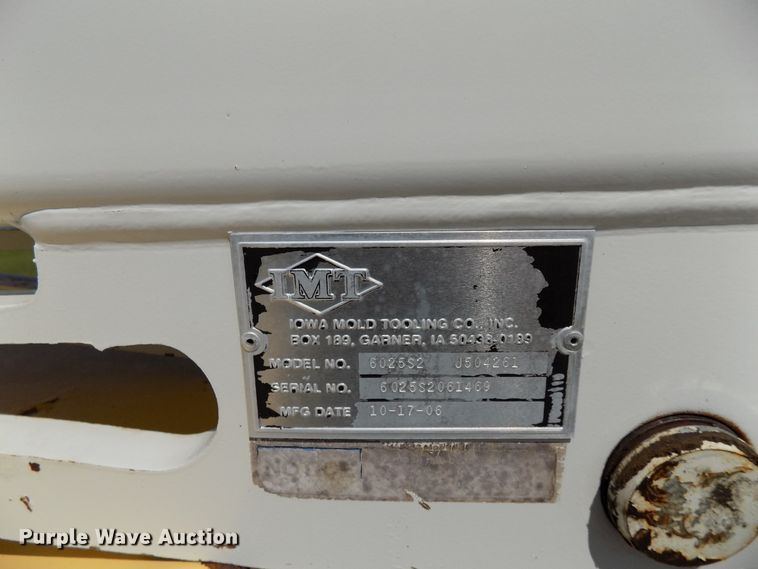 IMT
IOWA MOLD TOOLING CO., INC.
BOX 189, GARNER, IA 50438-0189
MODEL NO. 6025S2 J504261
SERIAL NO. 6025S2061469
MFG DATE 10-17-06
Purple Wave Auction